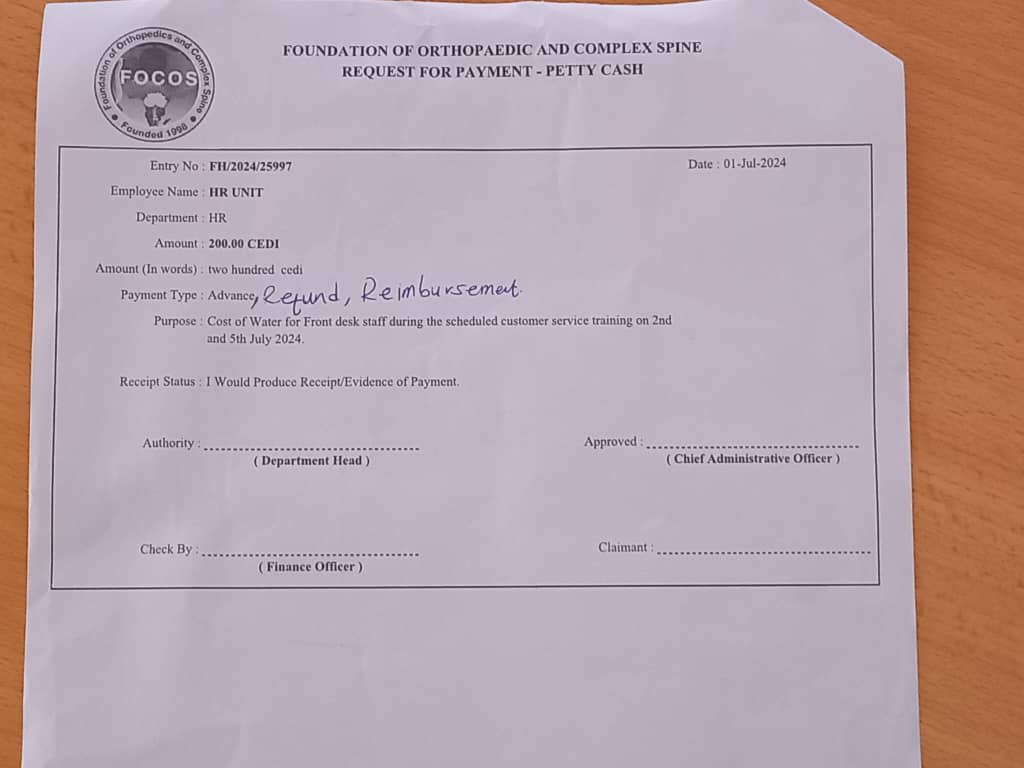 Foundation of Orthopedics and Complex Spine
FOCOS
Founded 1998
FOUNDATION OF ORTHOPAEDIC AND COMPLEX SPINE
REQUEST FOR PAYMENT - PETTY CASH
Entry No : FH/2024/25997 Date : 01-Jul-2024
Employee Name : HR UNIT
Department : HR
Amount : 200.00 CEDI
Amount (In words) : two hundred cedi
Payment Type : Advance, Refund, Reimbursement.
Purpose : Cost of Water for Front desk staff during the scheduled customer service training on 2nd
and 5th July 2024.
Receipt Status : I Would Produce Receipt/Evidence of Payment.
Authority : Approved :
( Department Head ) ( Chief Administrative Officer )
Check By : Claimant :
( Finance Officer )